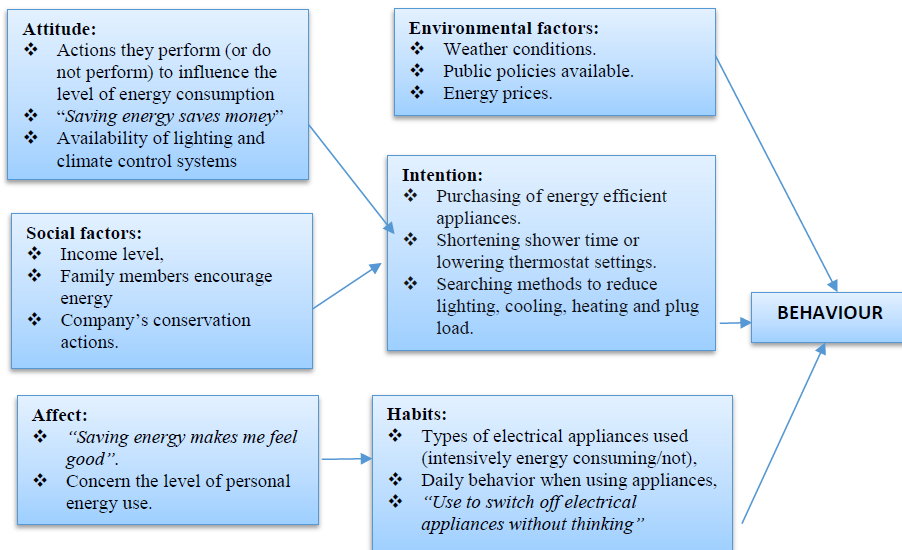 Attitude:
❖ Actions they perform (or do
not perform) to influence the
level of energy consumption
❖ “Saving energy saves money”
❖ Availability of lighting and
climate control systems
Environmental factors:
❖ Weather conditions.
❖ Public policies available.
❖ Energy prices.
Social factors:
❖ Income level,
❖ Family members encourage
energy
❖ Company’s conservation
actions.
Intention:
❖ Purchasing of energy efficient
appliances.
❖ Shortening shower time or
lowering thermostat settings.
❖ Searching methods to reduce
lighting, cooling, heating and plug
load.
BEHAVIOUR
Affect:
❖ “Saving energy makes me feel
good”.
❖ Concern the level of personal
energy use.
Habits:
❖ Types of electrical appliances used
(intensively energy consuming/not),
❖ Daily behavior when using appliances,
❖ “Use to switch off electrical
appliances without thinking”